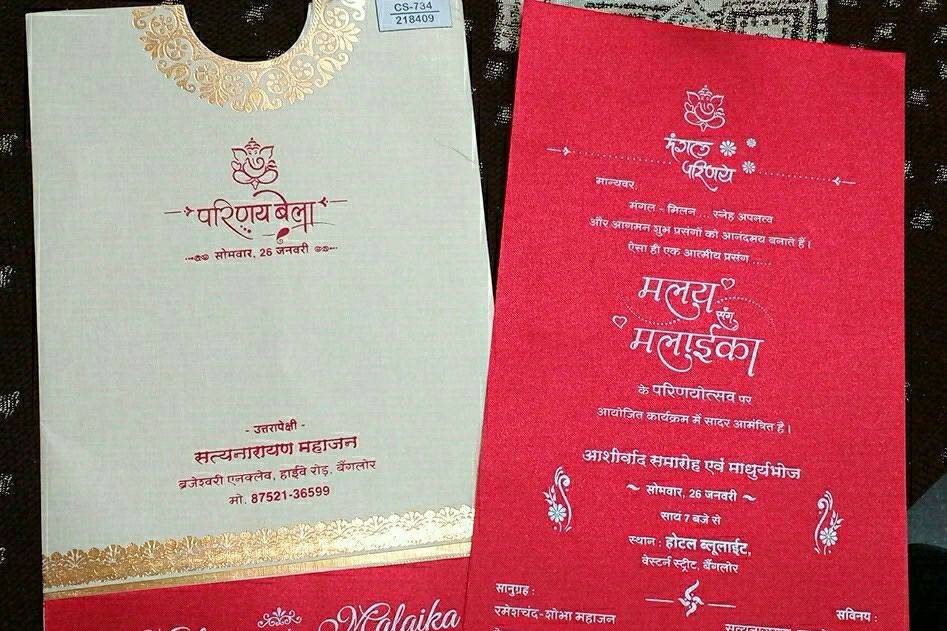 CS-734
218409
परिणय बेला
सोमवार, 26 जनवरी
- उत्तरापेक्षी -
सत्यनारायण महाजन
ब्रजेश्वरी एनक्लेव, हाईवे रोड़, बैंगलोर
मो. 87521-36599
Malaika
मंगल
परिणय
मान्यवर,
मंगल - मिलन .... स्नेह अपनत्व
और आगमन शुभ प्रसंगों को आनंदमय बनाते हैं।
ऐसा ही एक आत्मीय प्रसंग .....
मलय
संग
मलाईका
के परिणयोत्सव पर
आयोजित कार्यक्रम में सादर आमंत्रित है।
आशीर्वाद समारोह एवं माधुर्यभोज
~ सोमवार, 26 जनवरी ~
सायं 7 बजे से
स्थान : होटल ब्लूलाईट,
वेस्टर्न स्ट्रीट, बैंगलोर
सानुग्रह :
रमेशचंद-शोभा महाजन
सविनय :